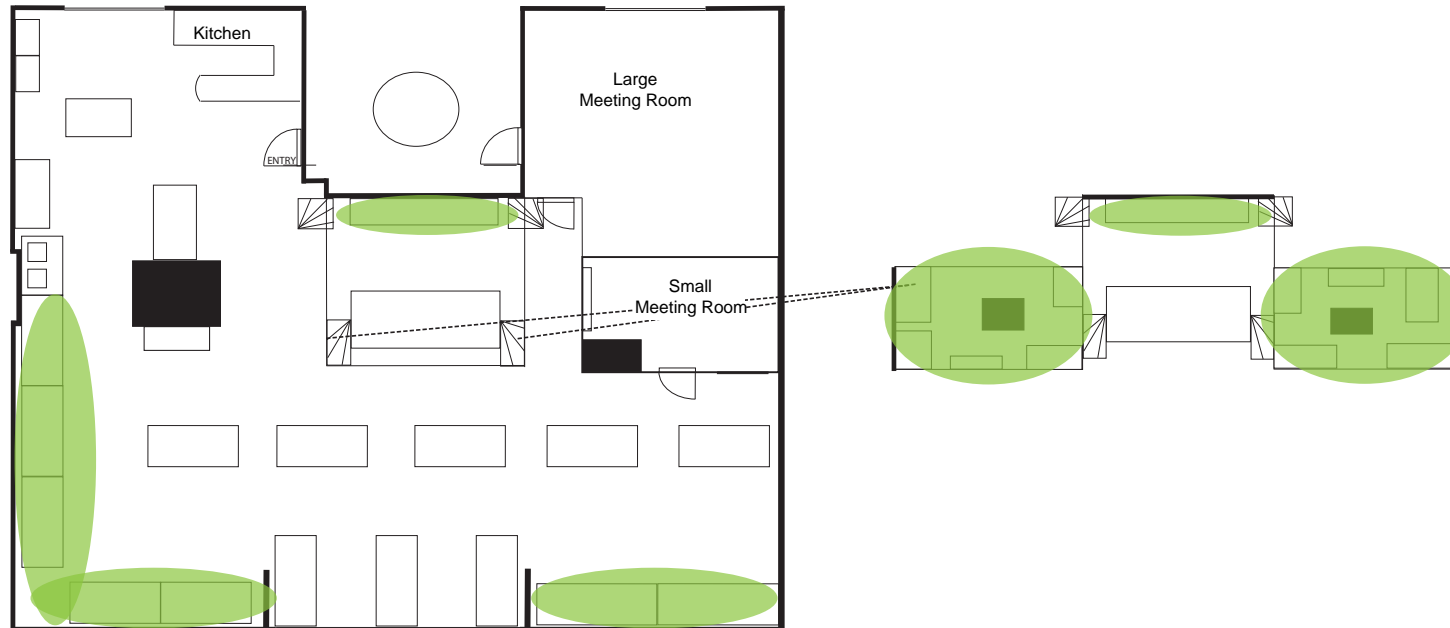 Kitchen
Large
Meeting Room
ENTRY
Small
Meeting Room